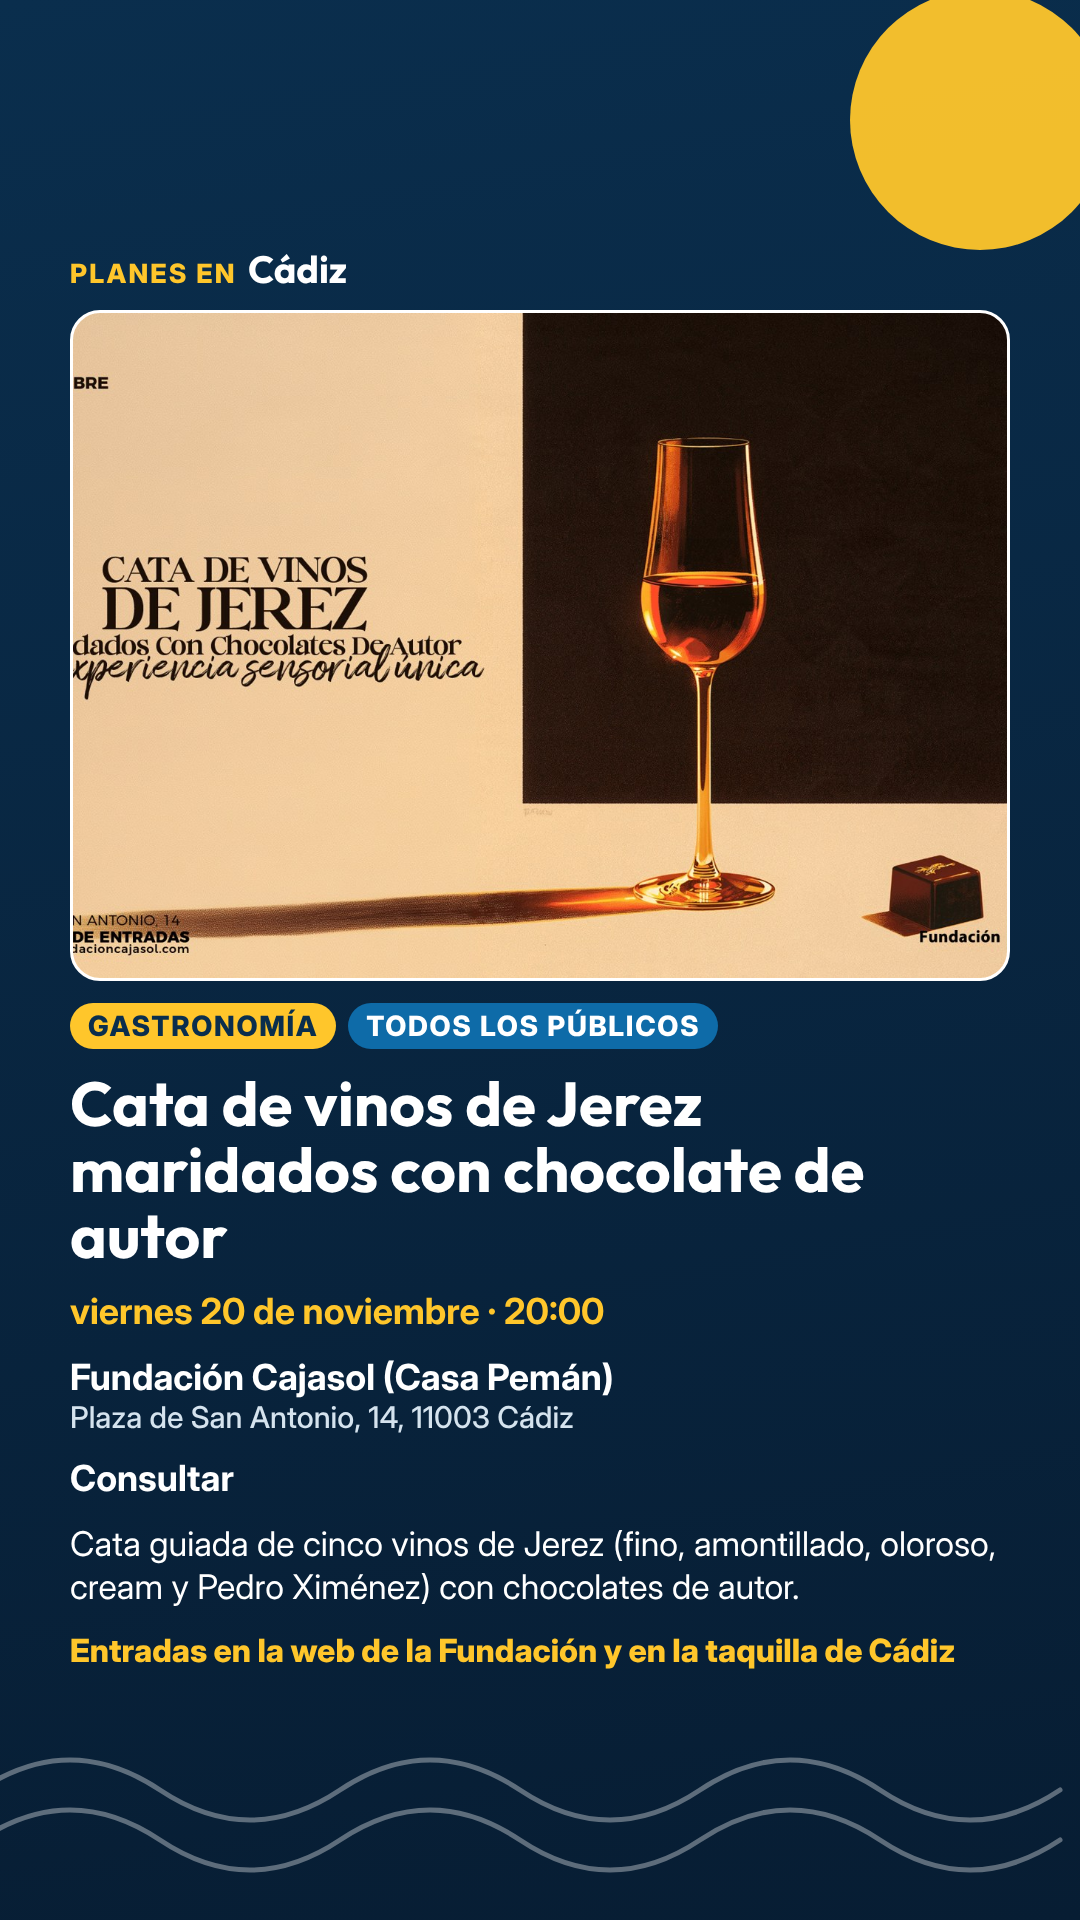 PLANES EN Cádiz
BRE
CATA DE VINOS
DE JEREZ
dados Con Chocolates De Autor
xperiencia sensorial única
N ANTONIO, 14
DE ENTRADAS
dacioncajasol.com
Fundación
GASTRONOMÍA TODOS LOS PÚBLICOS
Cata de vinos de Jerez
maridados con chocolate de
autor
viernes 20 de noviembre · 20:00
Fundación Cajasol (Casa Pemán)
Plaza de San Antonio, 14, 11003 Cádiz
Consultar
Cata guiada de cinco vinos de Jerez (fino, amontillado, oloroso,
cream y Pedro Ximénez) con chocolates de autor.
Entradas en la web de la Fundación y en la taquilla de Cádiz